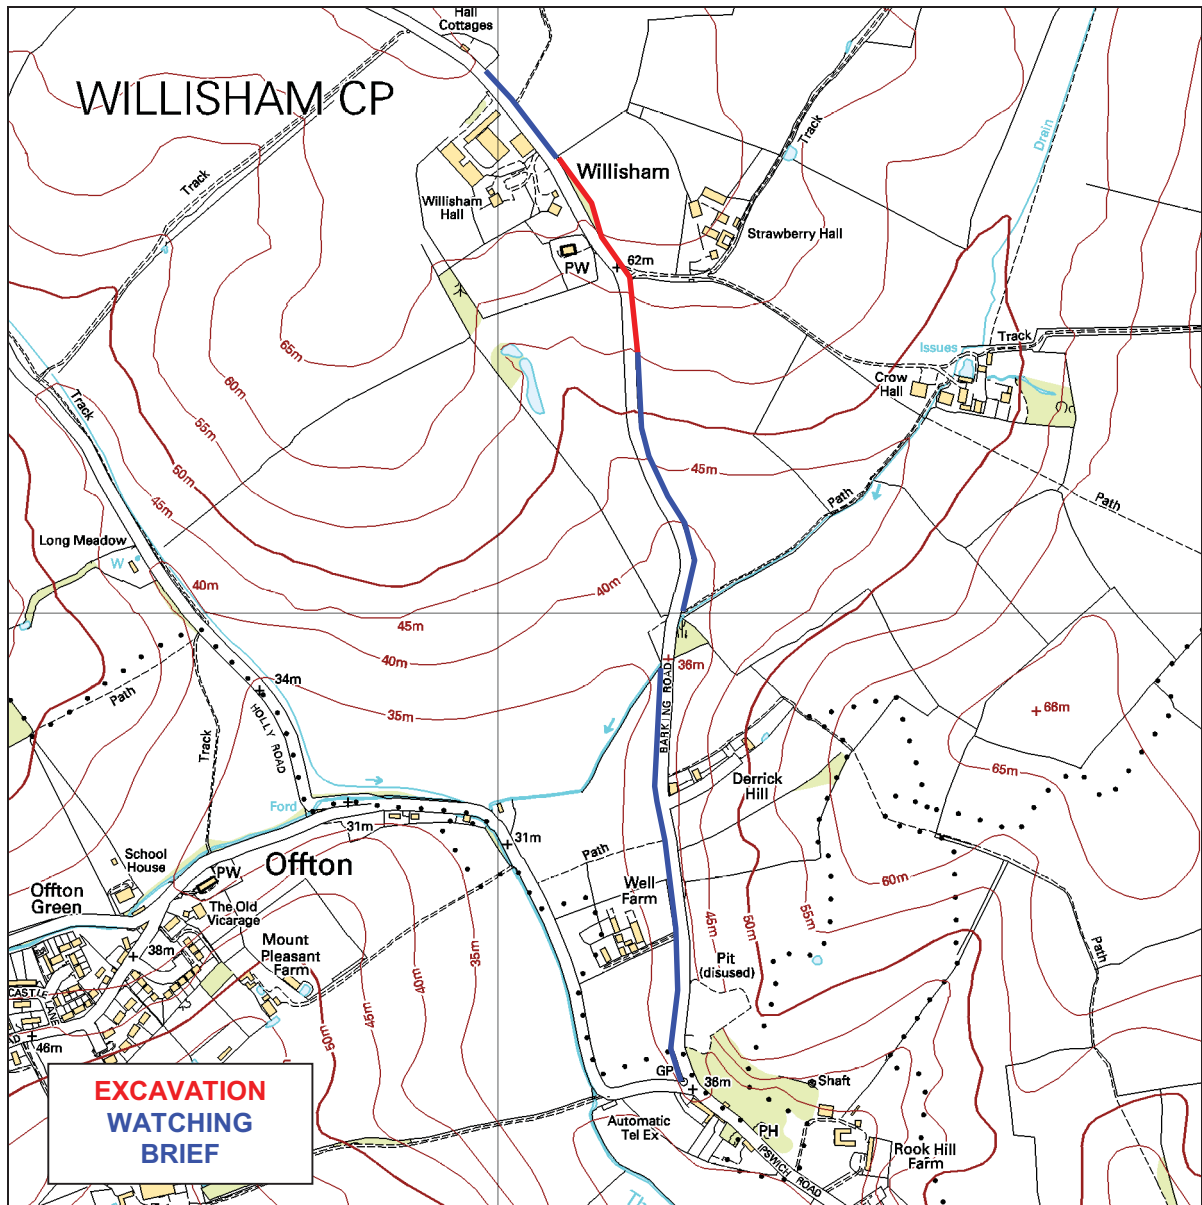 Hall
Cottages
WILLISHAM CP
Track
Drain
Track
Willisham
Willisham
Hall
Strawberry Hall
PW
62m
65m
60m
55m
50m
45m
Issues
Track
Crow
Hall
Track
45m
Path
Path
Long Meadow
W
40m
40m
45m
40m
36m
34m
Path
35m
HOLLY ROAD
Track
BARKING ROAD
66m
65m
Derrick
Hill
Ford
31m
31m
School
House
PW
Offton
Path
Offton
Green
The Old
Vicarage
Well
Farm
60m
55m
50m
45m
38m
Mount
Pleasant
Farm
35m
40m
45m
50m
Pit
(disused)
Path
CASTLE LANE
46m
GP
36m
Shaft
EXCAVATION
WATCHING
BRIEF
Automatic
Tel Ex
PH
IPSWICH ROAD
Rook Hill
Farm